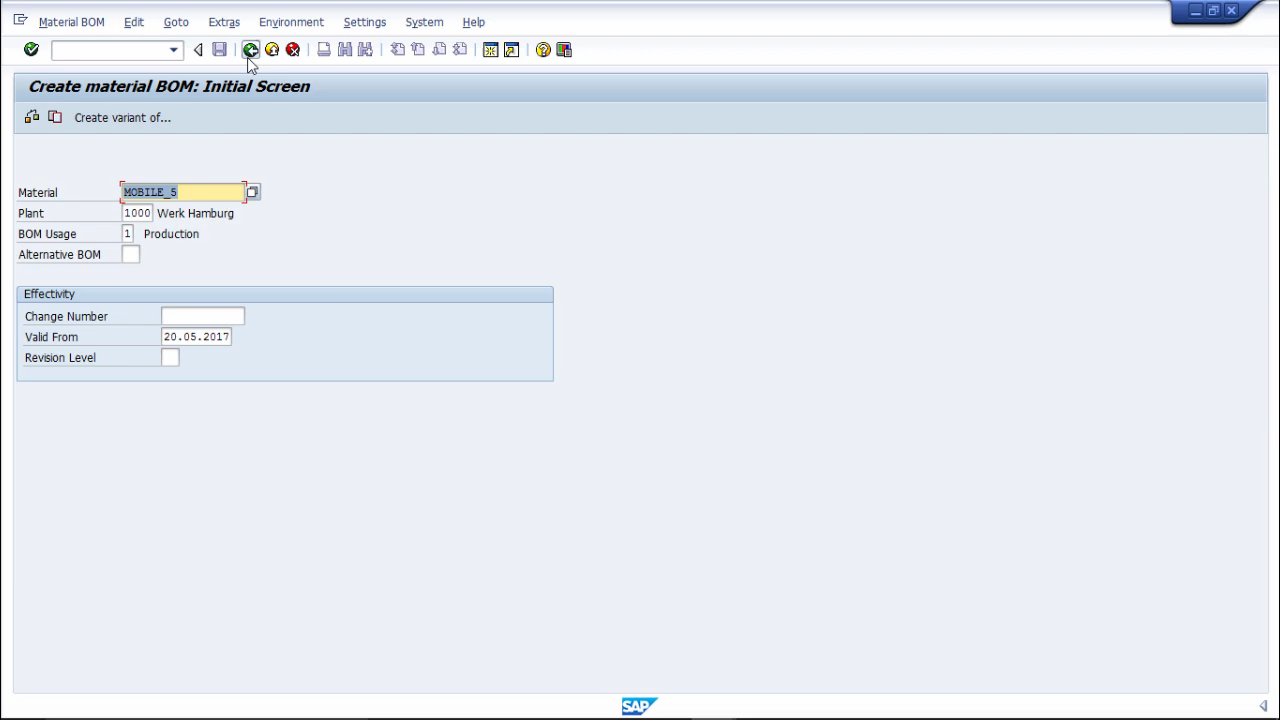 Material BOM Edit Goto Extras Environment Settings System Help
Create material BOM: Initial Screen
Create variant of...
Material MOBILE_5
Plant 1000 Werk Hamburg
BOM Usage 1 Production
Alternative BOM
Effectivity
Change Number
Valid From 20.05.2017
Revision Level
SAP